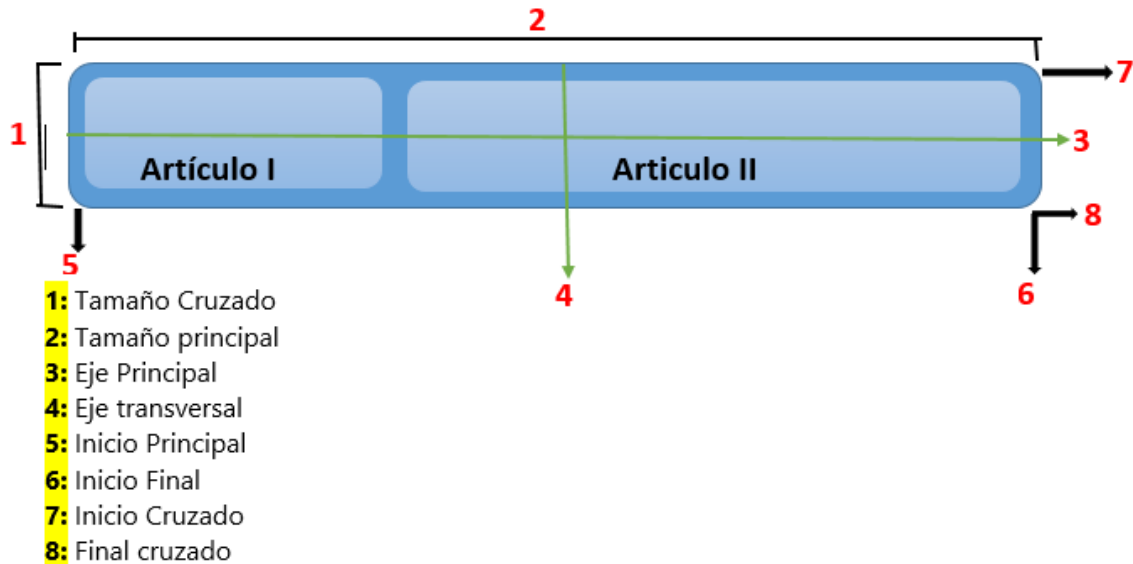 2
7
1
3
Artículo I
Articulo II
8
5
4
6
1: Tamaño Cruzado
2: Tamaño principal
3: Eje Principal
4: Eje transversal
5: Inicio Principal
6: Inicio Final
7: Inicio Cruzado
8: Final cruzado